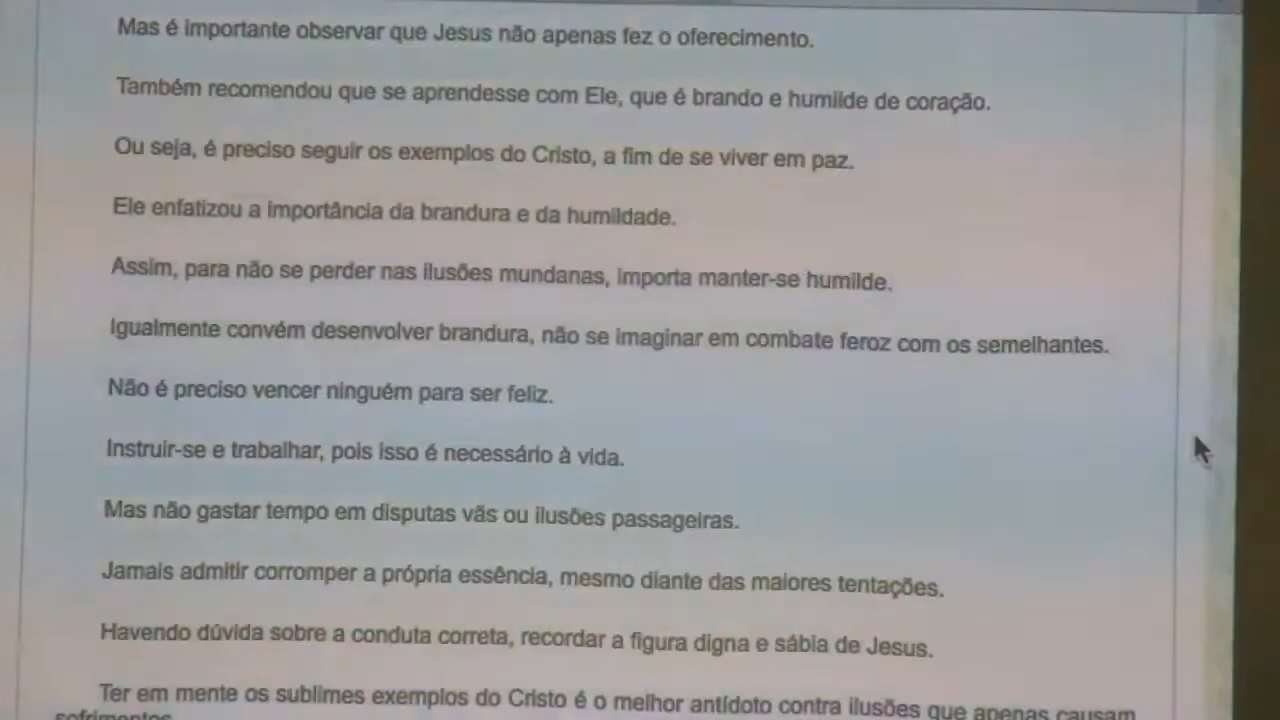 Mas é importante observar que Jesus não apenas fez o oferecimento.
Também recomendou que se aprendesse com Ele, que é brando e humilde de coração.
Ou seja, é preciso seguir os exemplos do Cristo, a fim de se viver em paz.
Ele enfatizou a importância da brandura e da humildade.
Assim, para não se perder nas ilusões mundanas, importa manter-se humilde.
Igualmente convém desenvolver brandura, não se imaginar em combate feroz com os semelhantes.
Não é preciso vencer ninguém para ser feliz.
Instruir-se e trabalhar, pois isso é necessário à vida.
Mas não gastar tempo em disputas vãs ou ilusões passageiras.
Jamais admitir corromper a própria essência, mesmo diante das maiores tentações.
Havendo dúvida sobre a conduta correta, recordar a figura digna e sábia de Jesus.
Ter em mente os sublimes exemplos do Cristo é o melhor antídoto contra ilusões que apenas causam
sofrimentos